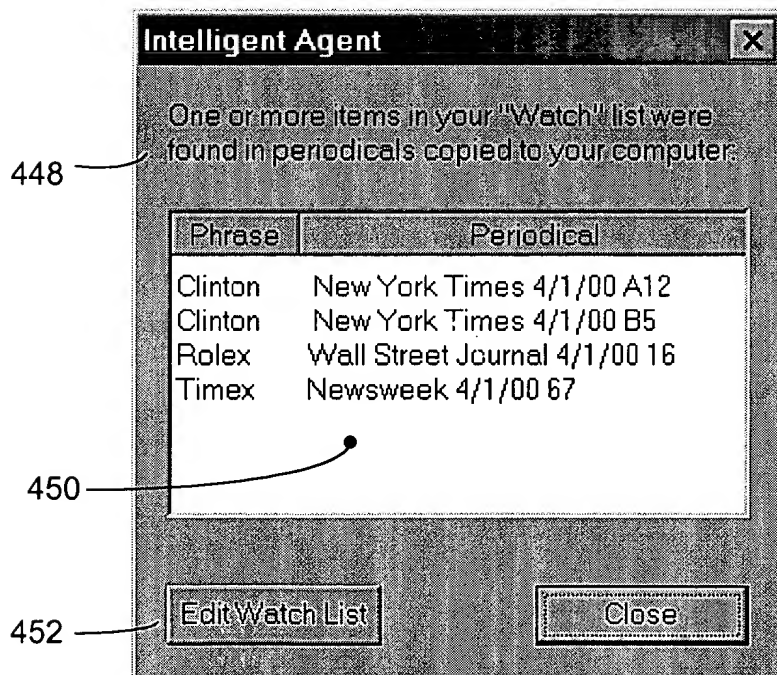 Intelligent Agent
One or more items in your "Watch" list were
found in periodicals copied to your computer:
448
Phrase Periodical
Clinton New York Times 4/1/00 A12
Clinton New York Times 4/1/00 B5
Rolex Wall Street Journal 4/1/00 16
Timex Newsweek 4/1/00 67
450
Edit Watch List Close
452